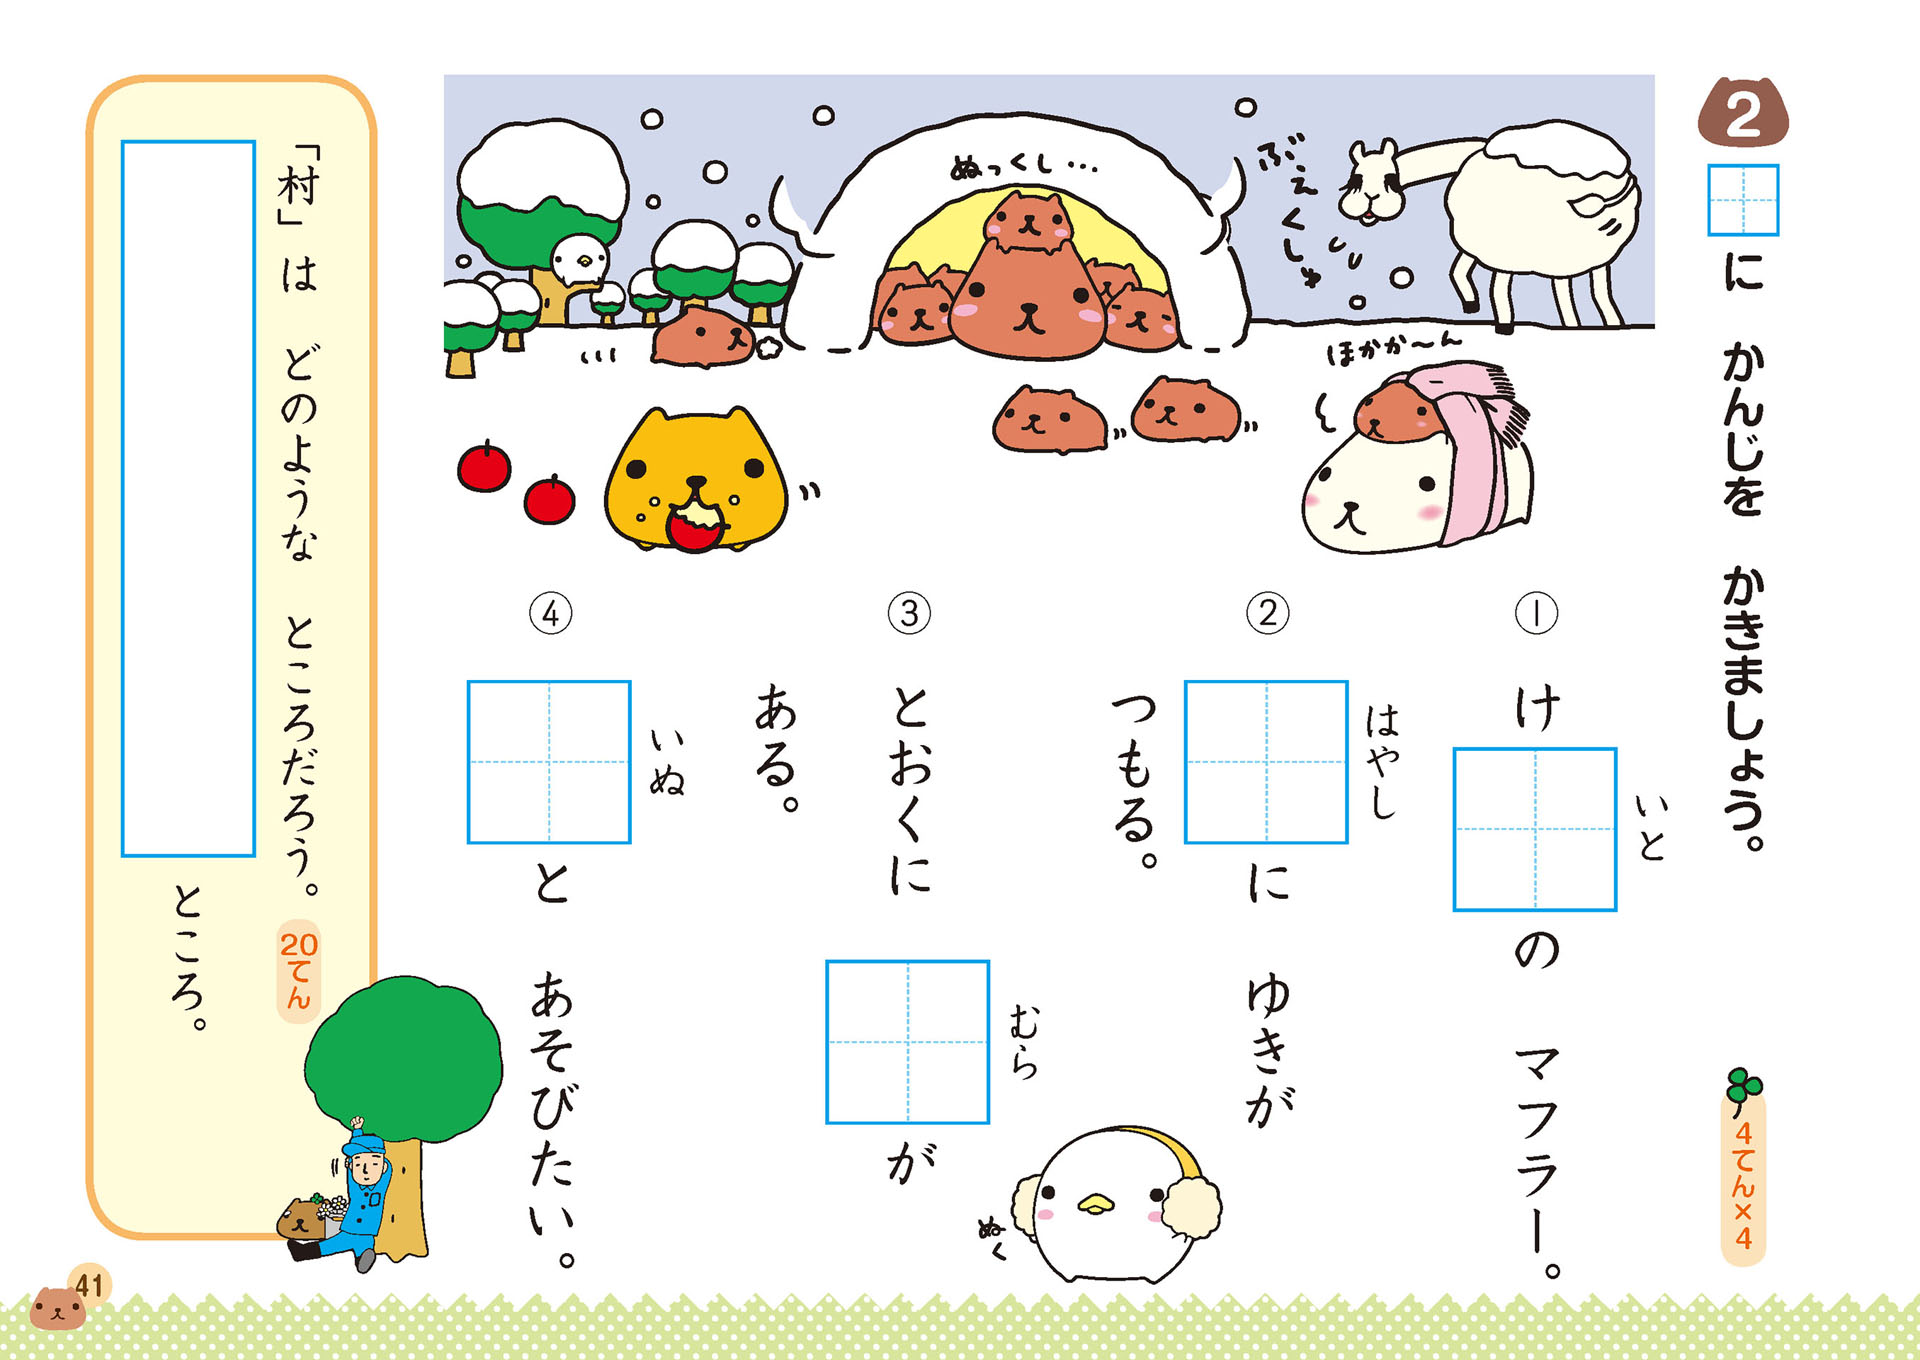 2
□に かんじを かきましょう。
4てん×4
ぶぇくしゅ
ぬっくし…
ほかか〜ん
①
け□の マフラー。
いと
②
□に ゆきが
はやし
つもる。
③
とおくに □が
むら
ある。
④
□と あそびたい。
いぬ
ぬく
「村」は どのような ところだろう。
20てん
ところ。
41